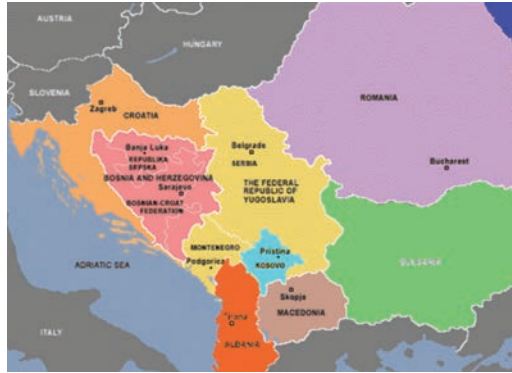 AUSTRIA
HUNGARY
SLOVENIA
Zagreb
CROATIA
ROMANIA
Banja Luka
REPUBLIKA
SRPSKA
BOSNIA AND HERZEGOVINA
Sarajevo
BOSNIAN-CROAT
FEDERATION
Belgrade
SERBIA
THE FEDERAL
REPUBLIC OF
YUGOSLAVIA
Bucharest
MONTENEGRO
Podgorica
Pristina
KOSOVO
BULGARIA
ADRIATIC SEA
Skopje
MACEDONIA
ITALY
Tirana
ALBANIA